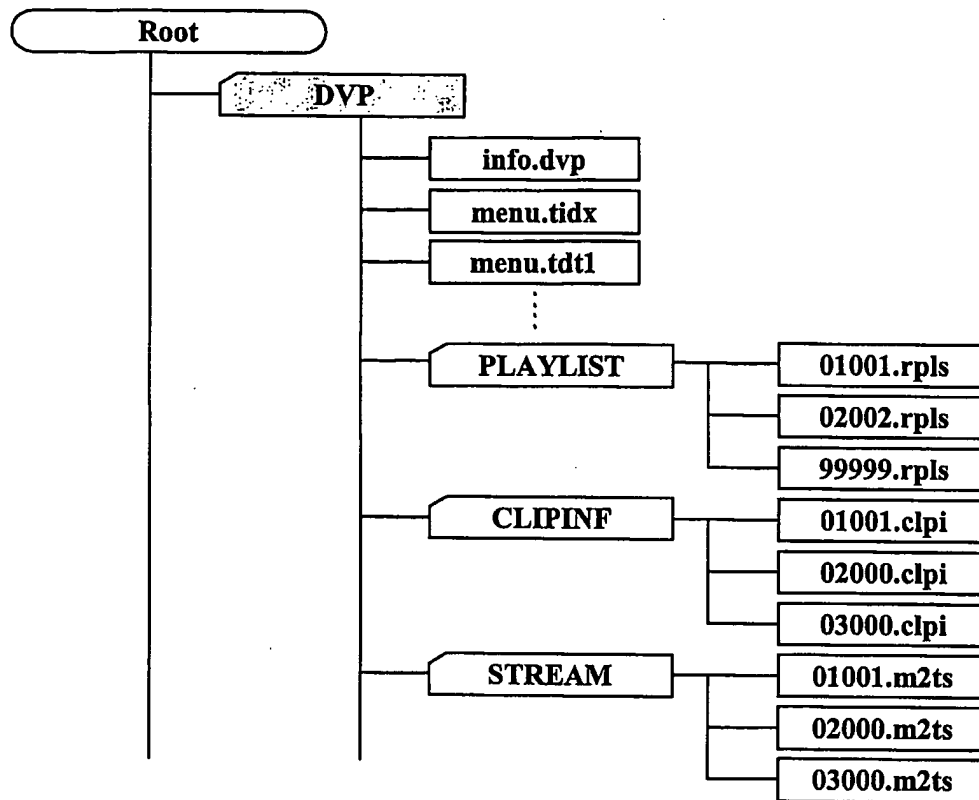 Root
DVP
info.dvp
menu.tidx
menu.tdt1
PLAYLIST
01001.rpls
02002.rpls
99999.rpls
CLIPINF
01001.clpi
02000.clpi
03000.clpi
STREAM
01001.m2ts
02000.m2ts
03000.m2ts